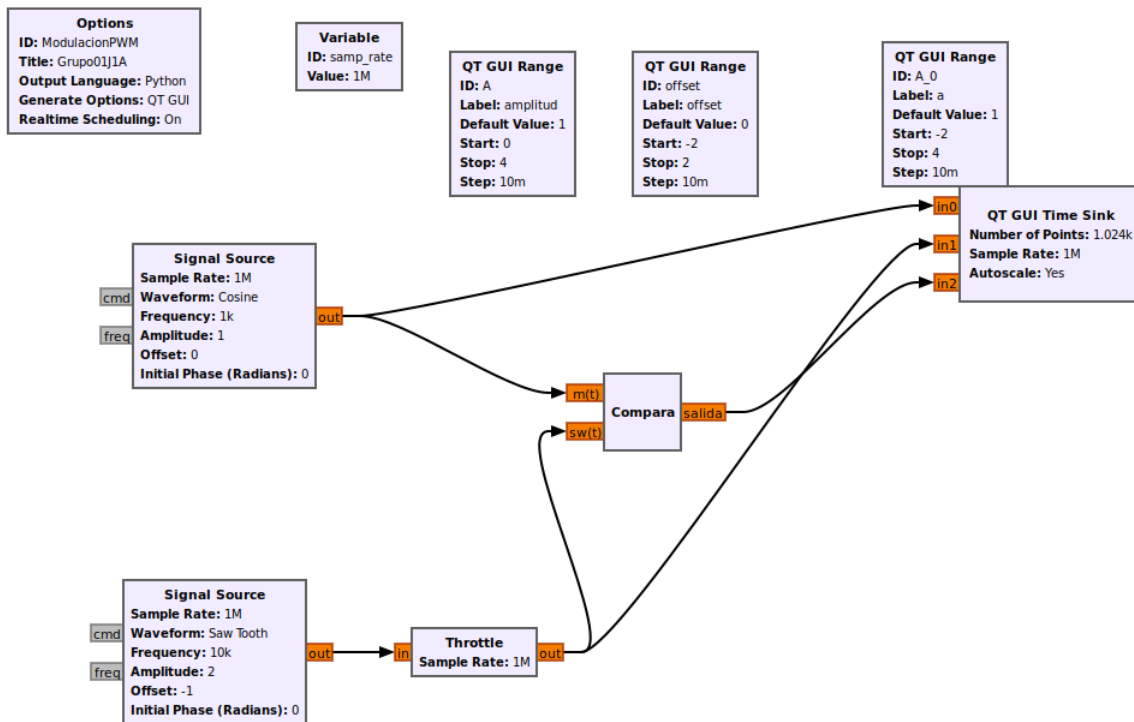 Options
ID: ModulacionPWM
Title: Grupo01J1A
Output Language: Python
Generate Options: QT GUI
Realtime Scheduling: On
Variable
ID: samp_rate
Value: 1M
QT GUI Range
ID: A
Label: amplitud
Default Value: 1
Start: 0
Stop: 4
Step: 10m
QT GUI Range
ID: offset
Label: offset
Default Value: 0
Start: -2
Stop: 2
Step: 10m
QT GUI Range
ID: A_0
Label: a
Default Value: 1
Start: -2
Stop: 4
Step: 10m
in0
in1
in2
QT GUI Time Sink
Number of Points: 1.024k
Sample Rate: 1M
Autoscale: Yes
cmd
freq
Signal Source
Sample Rate: 1M
Waveform: Cosine
Frequency: 1k
Amplitude: 1
Offset: 0
Initial Phase (Radians): 0
out
m(t)
sw(t)
Compara
salida
cmd
freq
Signal Source
Sample Rate: 1M
Waveform: Saw Tooth
Frequency: 10k
Amplitude: 2
Offset: -1
Initial Phase (Radians): 0
out
in
Throttle
Sample Rate: 1M
out